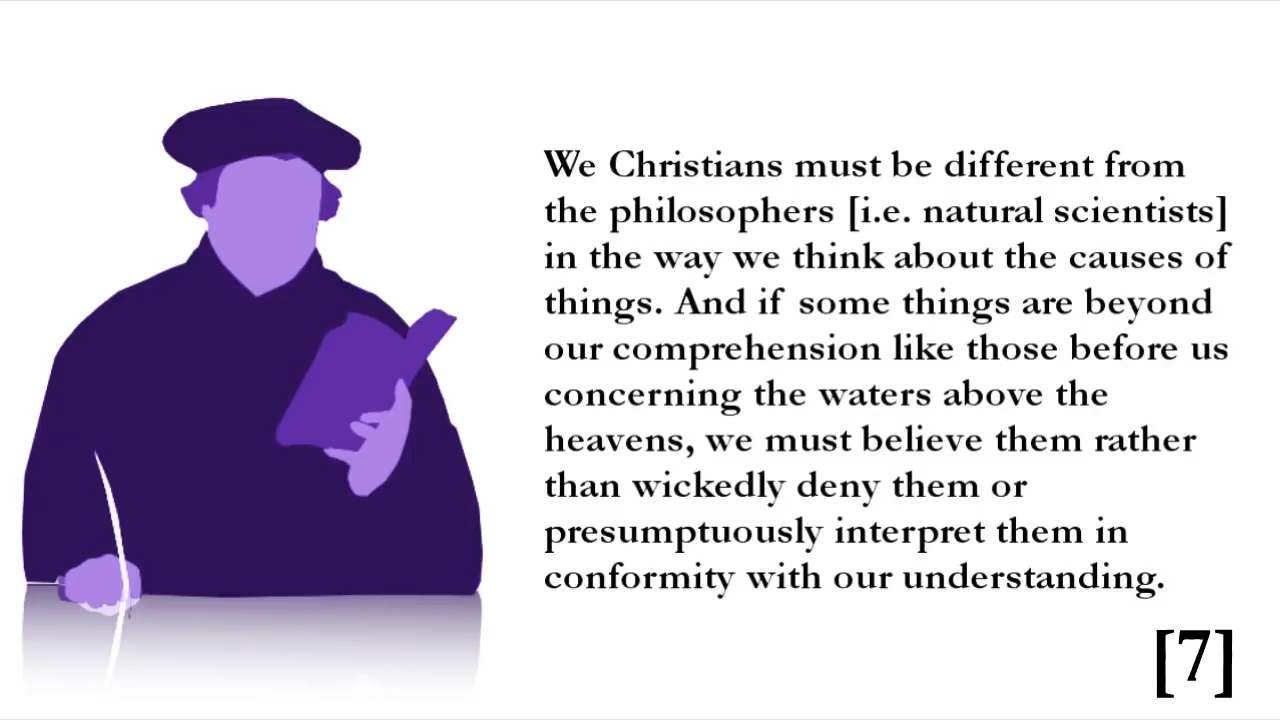 We Christians must be different from
the philosophers [i.e. natural scientists]
in the way we think about the causes of
things. And if some things are beyond
our comprehension like those before us
concerning the waters above the
heavens, we must believe them rather
than wickedly deny them or
presumptuously interpret them in
conformity with our understanding.
[7]